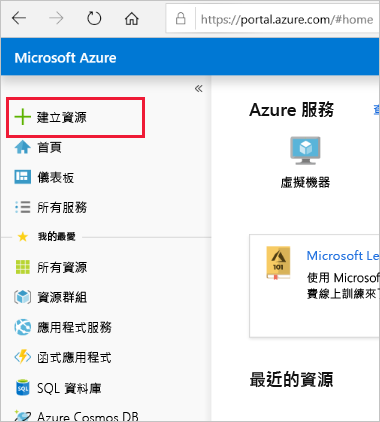 https://portal.azure.com/#home
Microsoft Azure
建立資源
首頁
儀表板
所有服務
我的最愛
所有資源
資源群組
應用程式服務
函式應用程式
SQL 資料庫
Azure Cosmos DB
Azure 服務
虛擬機器
101
Microsoft Le
使用 Microsof
費線上訓練來了
最近的資源